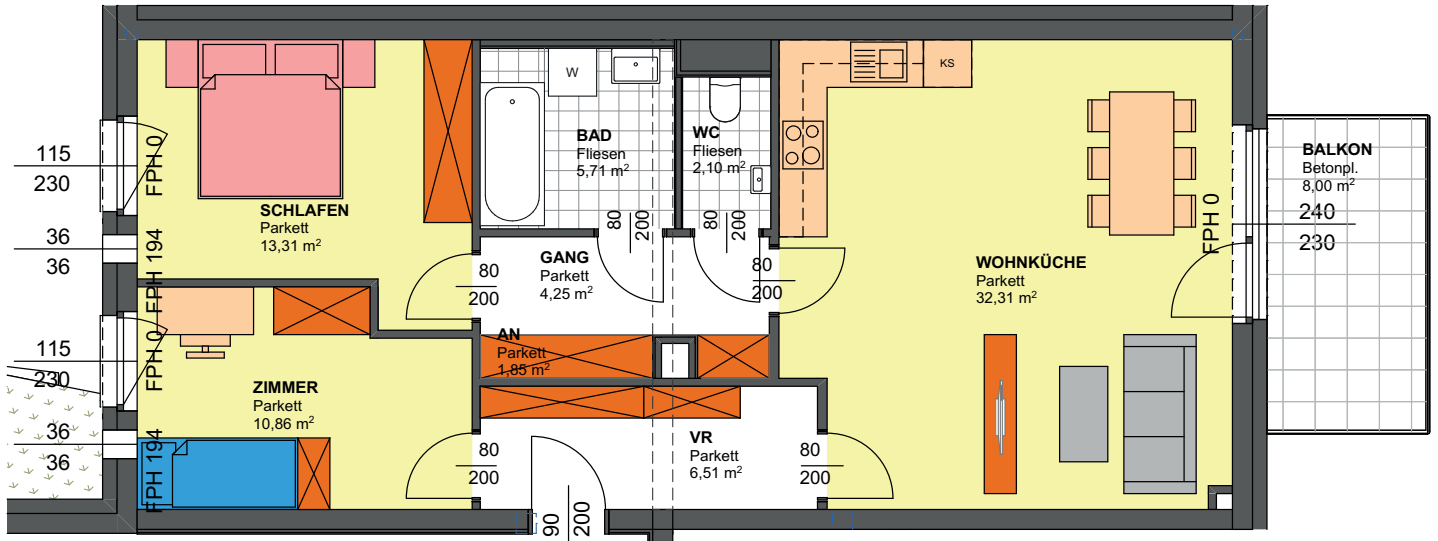 115
230
FPH 0
36
36
FPH 194
115
230
FPH 0
36
36
FPH 194
SCHLAFEN
Parkett
13,31 m²
ZIMMER
Parkett
10,86 m²
W
BAD
Fliesen
5,71 m²
WC
Fliesen
2,10 m²
80
200
80
200
GANG
Parkett
4,25 m²
80
200
80
200
AN
Parkett
1,85 m²
VR
Parkett
6,51 m²
80
200
80
200
90
200
KS
WOHNKÜCHE
Parkett
32,31 m²
FPH 0
BALKON
Betonpl.
8,00 m²
240
230